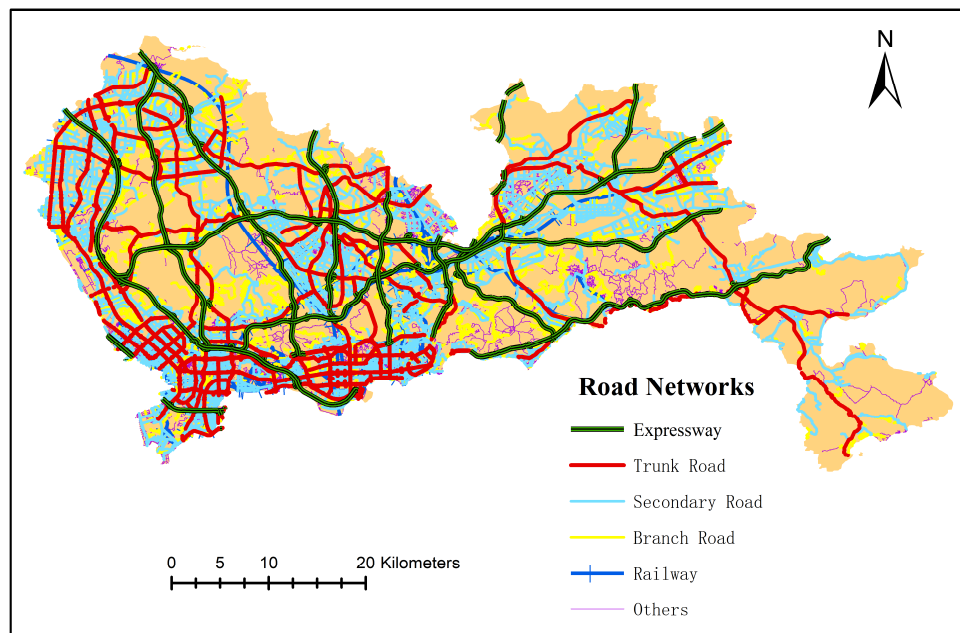 N
Road Networks
Expressway
Trunk Road
Secondary Road
Branch Road
Railway
Others
0 5 10 20 Kilometers